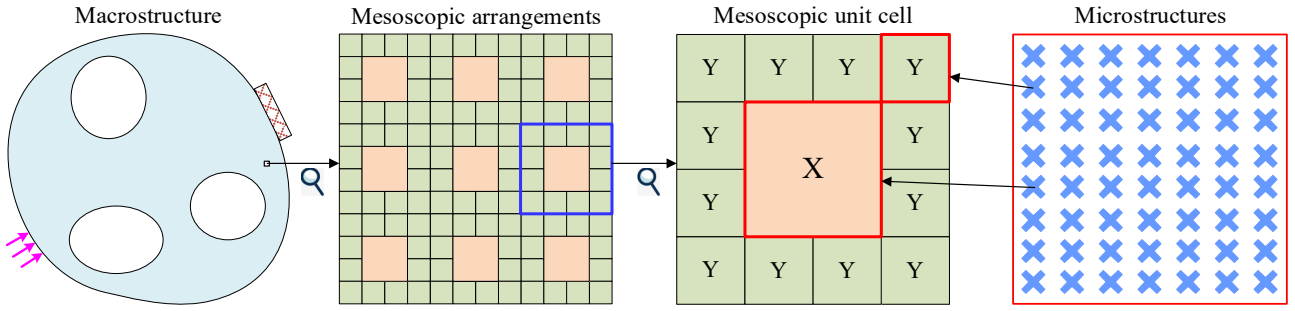 Macrostructure
Mesoscopic arrangements
Mesoscopic unit cell
Microstructures
Y Y Y Y
Y Y
X
Y Y
Y Y Y Y